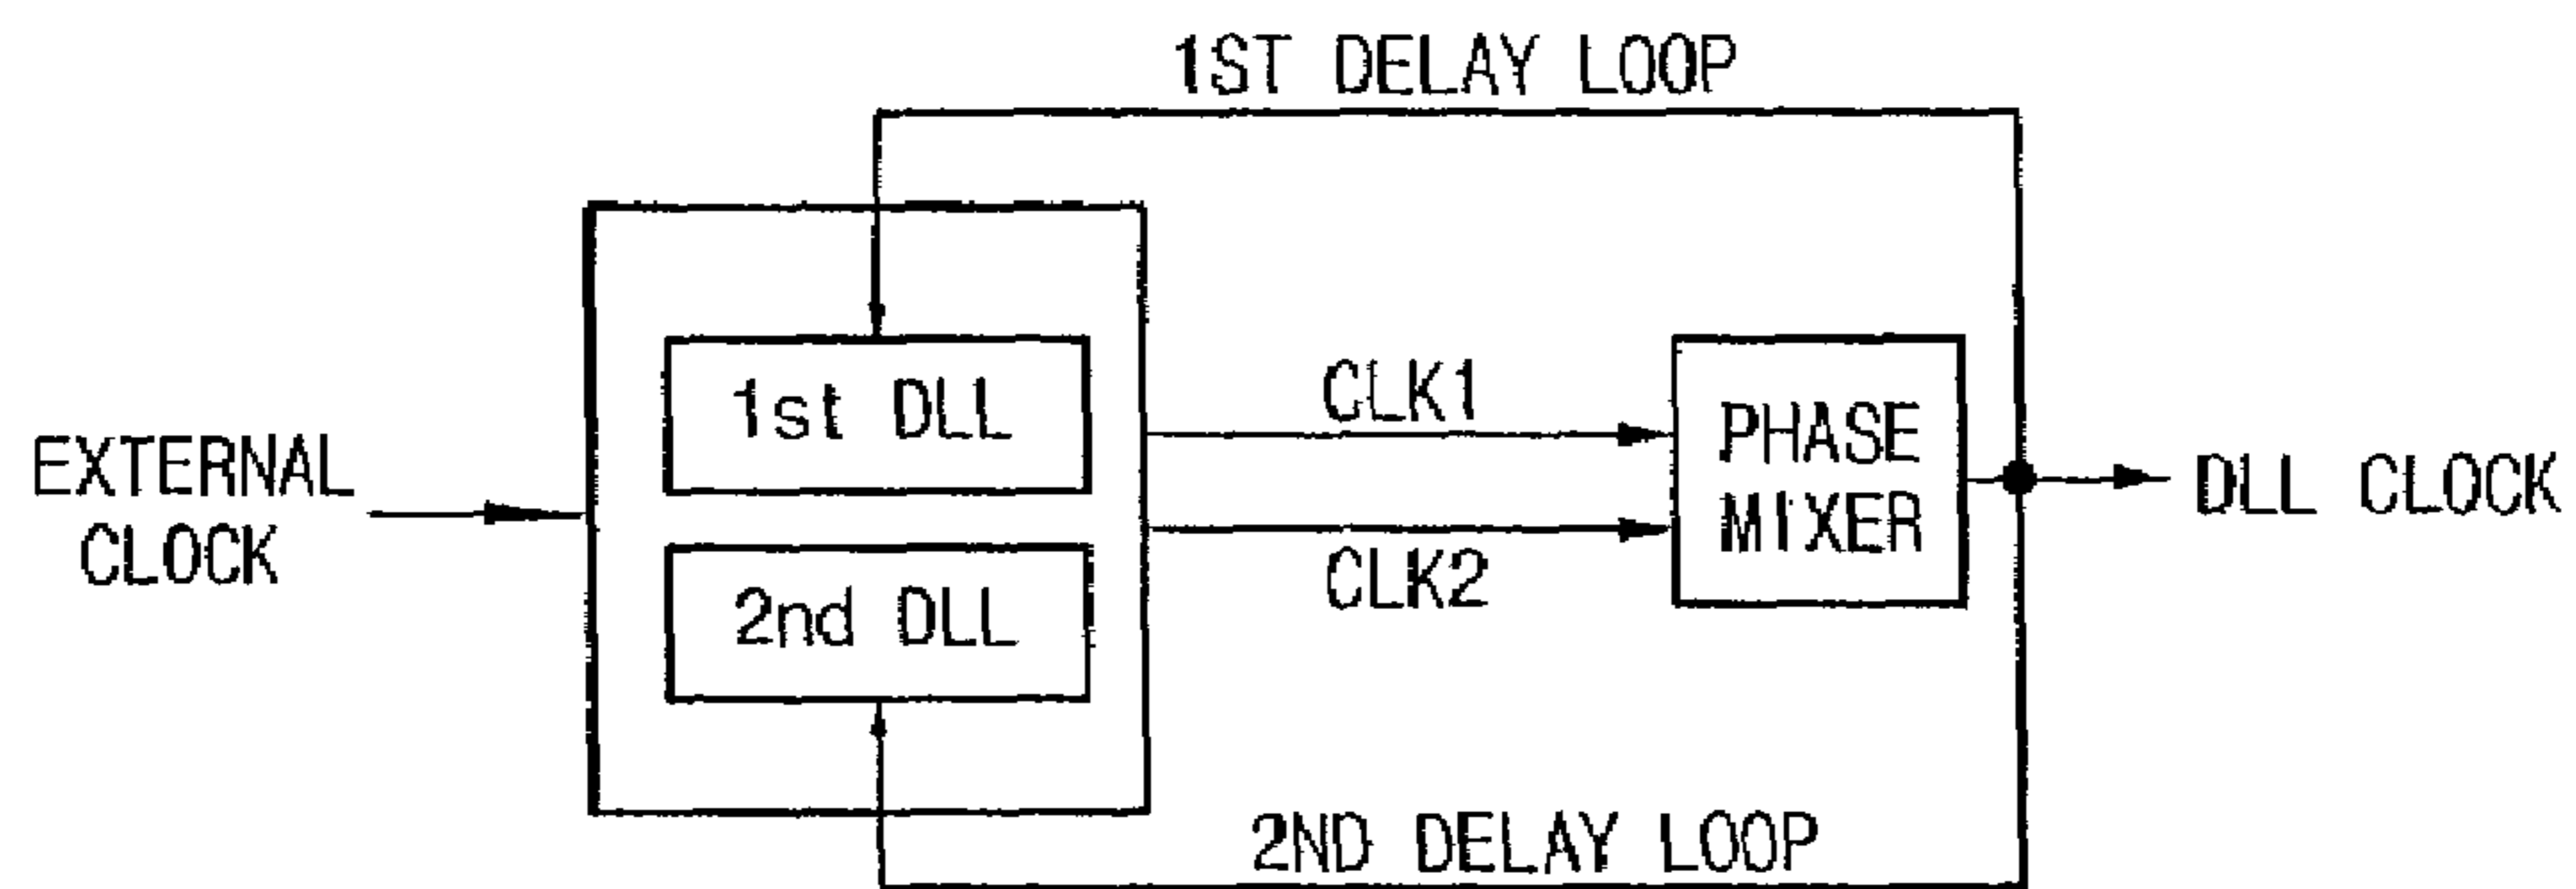 1ST DELAY LOOP
EXTERNAL
CLOCK
1st DLL
2nd DLL
CLK1
CLK2
PHASE
MIXER
DLL CLOCK
2ND DELAY LOOP